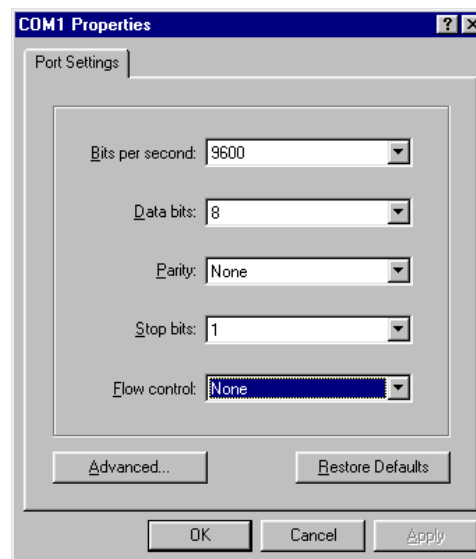 COM1 Properties
Port Settings
Bits per second: 9600
Data bits: 8
Parity: None
Stop bits: 1
Flow control: None
Advanced... Restore Defaults
OK Cancel Apply